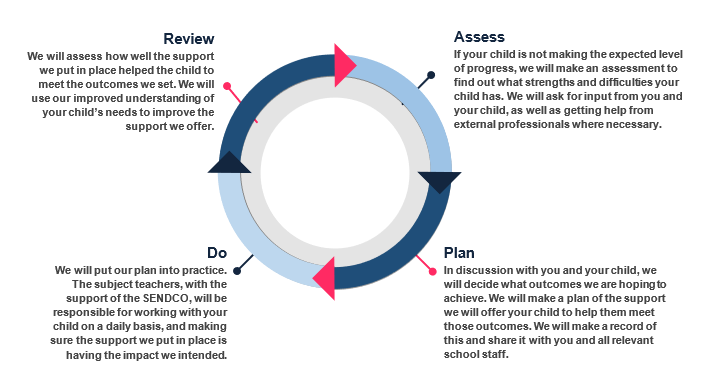 Review
We will assess how well the support
we put in place helped the child to
meet the outcomes we set. We will
use our improved understanding of
your child's needs to improve the
support we offer.
Assess
If your child is not making the expected level
of progress, we will make an assessment to
find out what strengths and difficulties your
child has. We will ask for input from you and
your child, as well as getting help from
external professionals where necessary.
Do
We will put our plan into practice.
The subject teachers, with the
support of the SENDCO, will be
responsible for working with your
child on a daily basis, and making
sure the support we put in place is
having the impact we intended.
Plan
In discussion with you and your child, we
will decide what outcomes we are hoping to
achieve. We will make a plan of the support
we will offer your child to help them meet
those outcomes. We will make a record of
this and share it with you and all relevant
school staff.